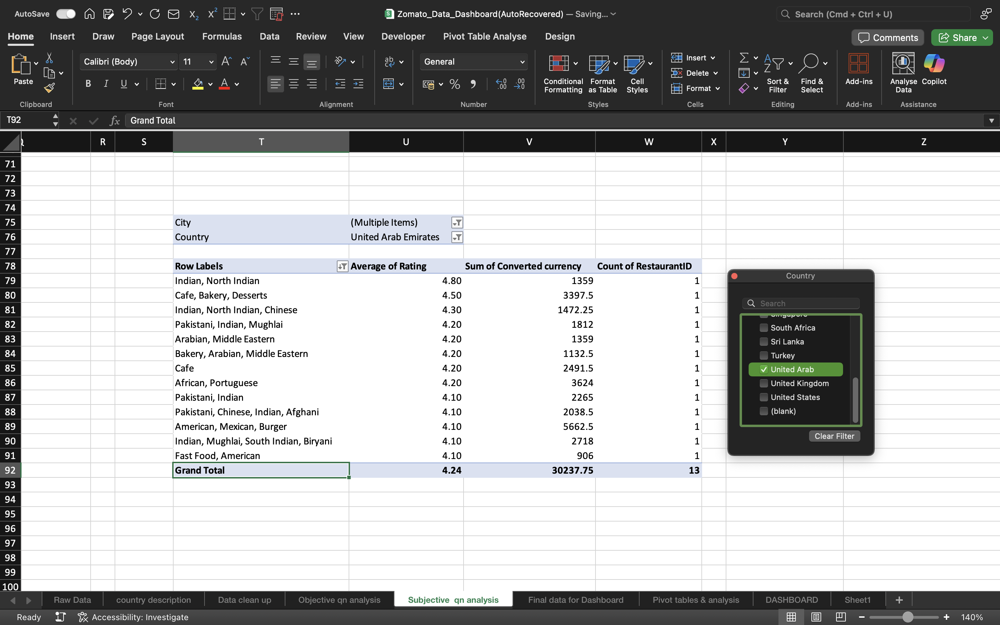 AutoSave
Zomato_Data_Dashboard(AutoRecovered) — Saving...
Search (Cmd + Ctrl + U)
Home Insert Draw Page Layout Formulas Data Review View Developer Pivot Table Analyse Design
Comments Share
Paste
Clipboard
Calibri (Body) 11
B I U
Font
Alignment
General
Number
Conditional Formatting
Format as Table
Cell Styles
Styles
Insert
Delete
Format
Cells
Sort & Filter
Find & Select
Editing
Add-ins
Add-ins
Analyse Data
Copilot
Assistance
T92 fx Grand Total
R S T U V W X Y Z
71
72
73
74
75 City (Multiple Items)
76 Country United Arab Emirates
77
78 Row Labels Average of Rating Sum of Converted currency Count of RestaurantID
79 Indian, North Indian 4.80 1359 1
80 Cafe, Bakery, Desserts 4.50 3397.5 1
81 Indian, North Indian, Chinese 4.30 1472.25 1
82 Pakistani, Indian, Mughlai 4.20 1812 1
83 Arabian, Middle Eastern 4.20 1359 1
84 Bakery, Arabian, Middle Eastern 4.20 1132.5 1
85 Cafe 4.20 2491.5 1
86 African, Portuguese 4.20 3624 1
87 Pakistani, Indian 4.10 2265 1
88 Pakistani, Chinese, Indian, Afghani 4.10 2038.5 1
89 American, Mexican, Burger 4.10 5662.5 1
90 Indian, Mughlai, South Indian, Biryani 4.10 2718 1
91 Fast Food, American 4.10 906 1
92 Grand Total 4.24 30237.75 13
93
94
95
96
97
98
99
100
Country
Search
Singapore
South Africa
Sri Lanka
Turkey
United Arab
United Kingdom
United States
(blank)
Clear Filter
Raw Data country description Data clean up Objective qn analysis Subjective qn analysis Final data for Dashboard Pivot tables & analysis DASHBOARD Sheet1 +
Ready Accessibility: Investigate 140%